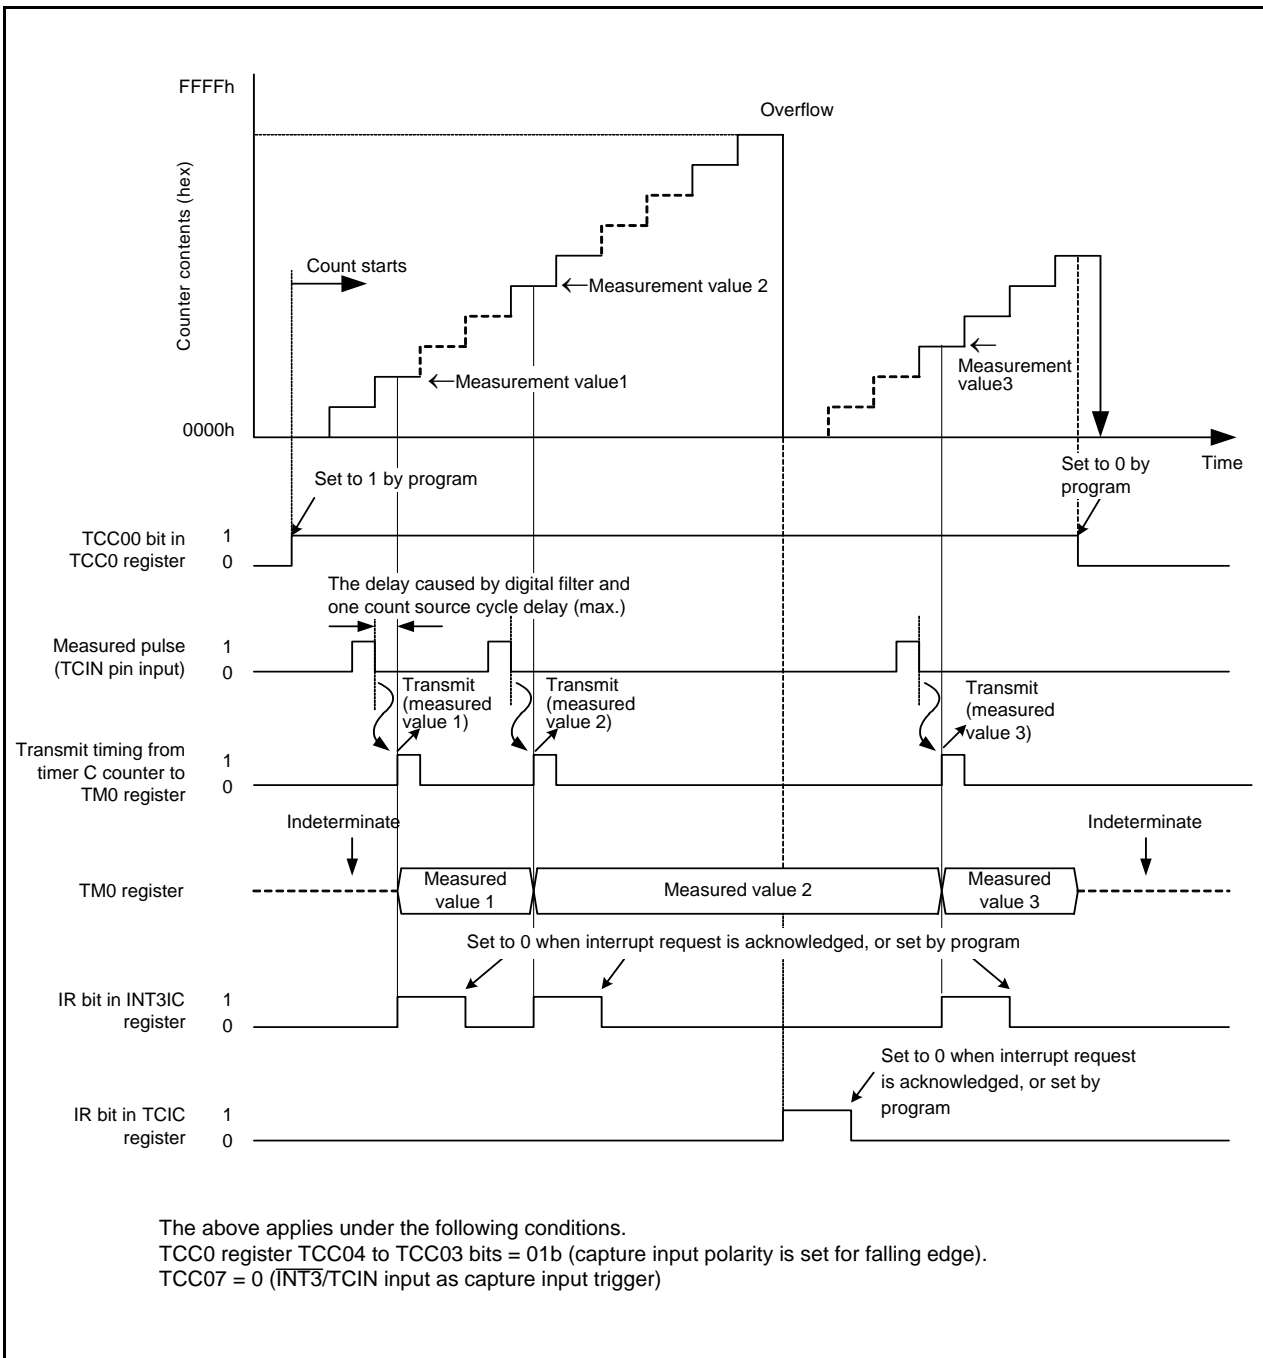 FFFFh
Overflow
Counter contents (hex)
Count starts
Measurement value 2
Measurement value1
Measurement
value3
0000h
Time
Set to 1 by program
Set to 0 by
program
TCC00 bit in
TCC0 register
1
0
The delay caused by digital filter and
one count source cycle delay (max.)
Measured pulse
(TCIN pin input)
1
0
Transmit
(measured
value 1)
Transmit
(measured
value 2)
Transmit
(measured
value 3)
Transmit timing from
timer C counter to
TM0 register
1
0
Indeterminate
Indeterminate
TM0 register
Measured
value 1
Measured value 2
Measured
value 3
Set to 0 when interrupt request is acknowledged, or set by program
IR bit in INT3IC
register
1
0
Set to 0 when interrupt request
is acknowledged, or set by
program
IR bit in TCIC
register
1
0
The above applies under the following conditions.
TCC0 register TCC04 to TCC03 bits = 01b (capture input polarity is set for falling edge).
TCC07 = 0 (INT3/TCIN input as capture input trigger)